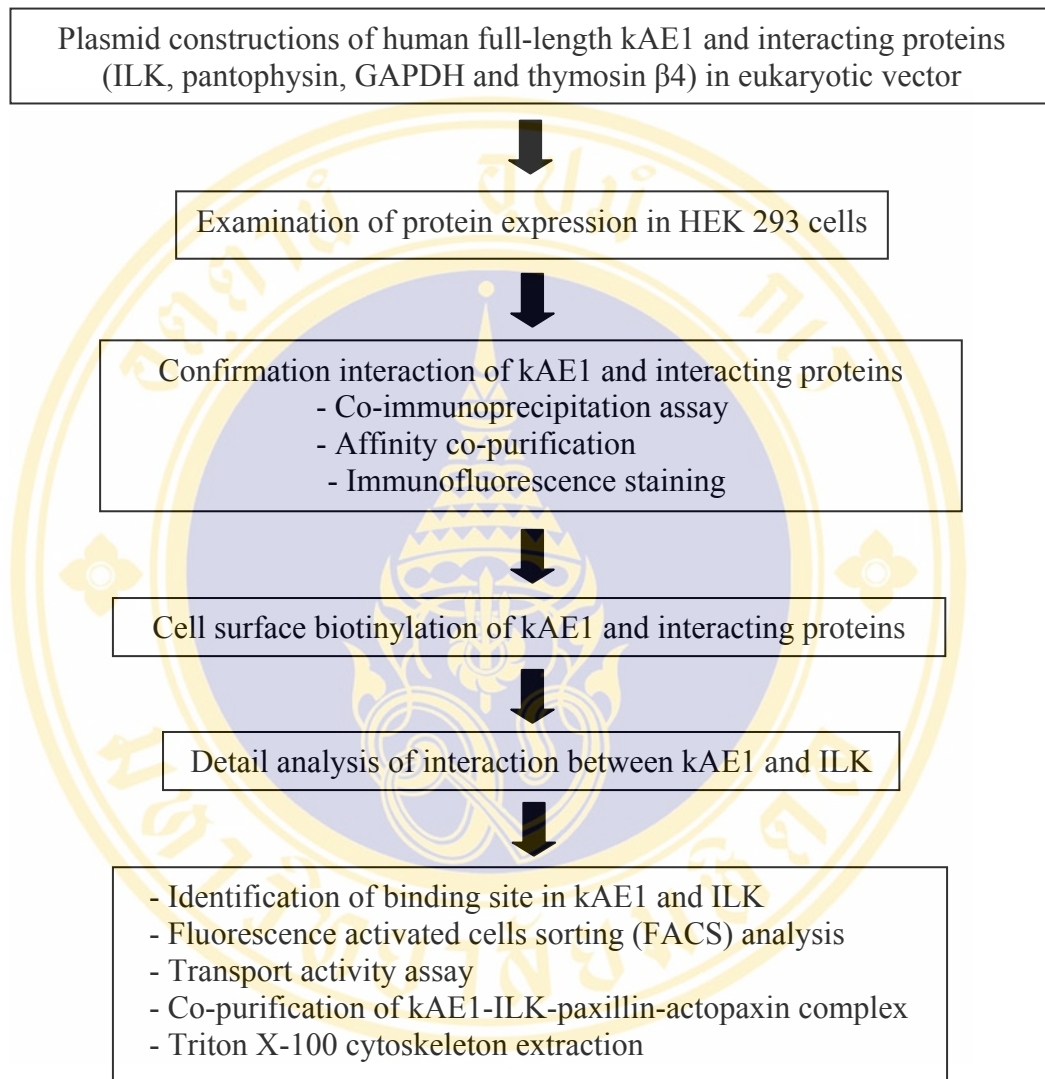 Plasmid constructions of human full-length kAE1 and interacting proteins
(ILK, pantophysin, GAPDH and thymosin β4) in eukaryotic vector
Examination of protein expression in HEK 293 cells
Confirmation interaction of kAE1 and interacting proteins
- Co-immunoprecipitation assay
- Affinity co-purification
- Immunofluorescence staining
Cell surface biotinylation of kAE1 and interacting proteins
Detail analysis of interaction between kAE1 and ILK
- Identification of binding site in kAE1 and ILK
- Fluorescence activated cells sorting (FACS) analysis
- Transport activity assay
- Co-purification of kAE1-ILK-paxillin-actopaxin complex
- Triton X-100 cytoskeleton extraction